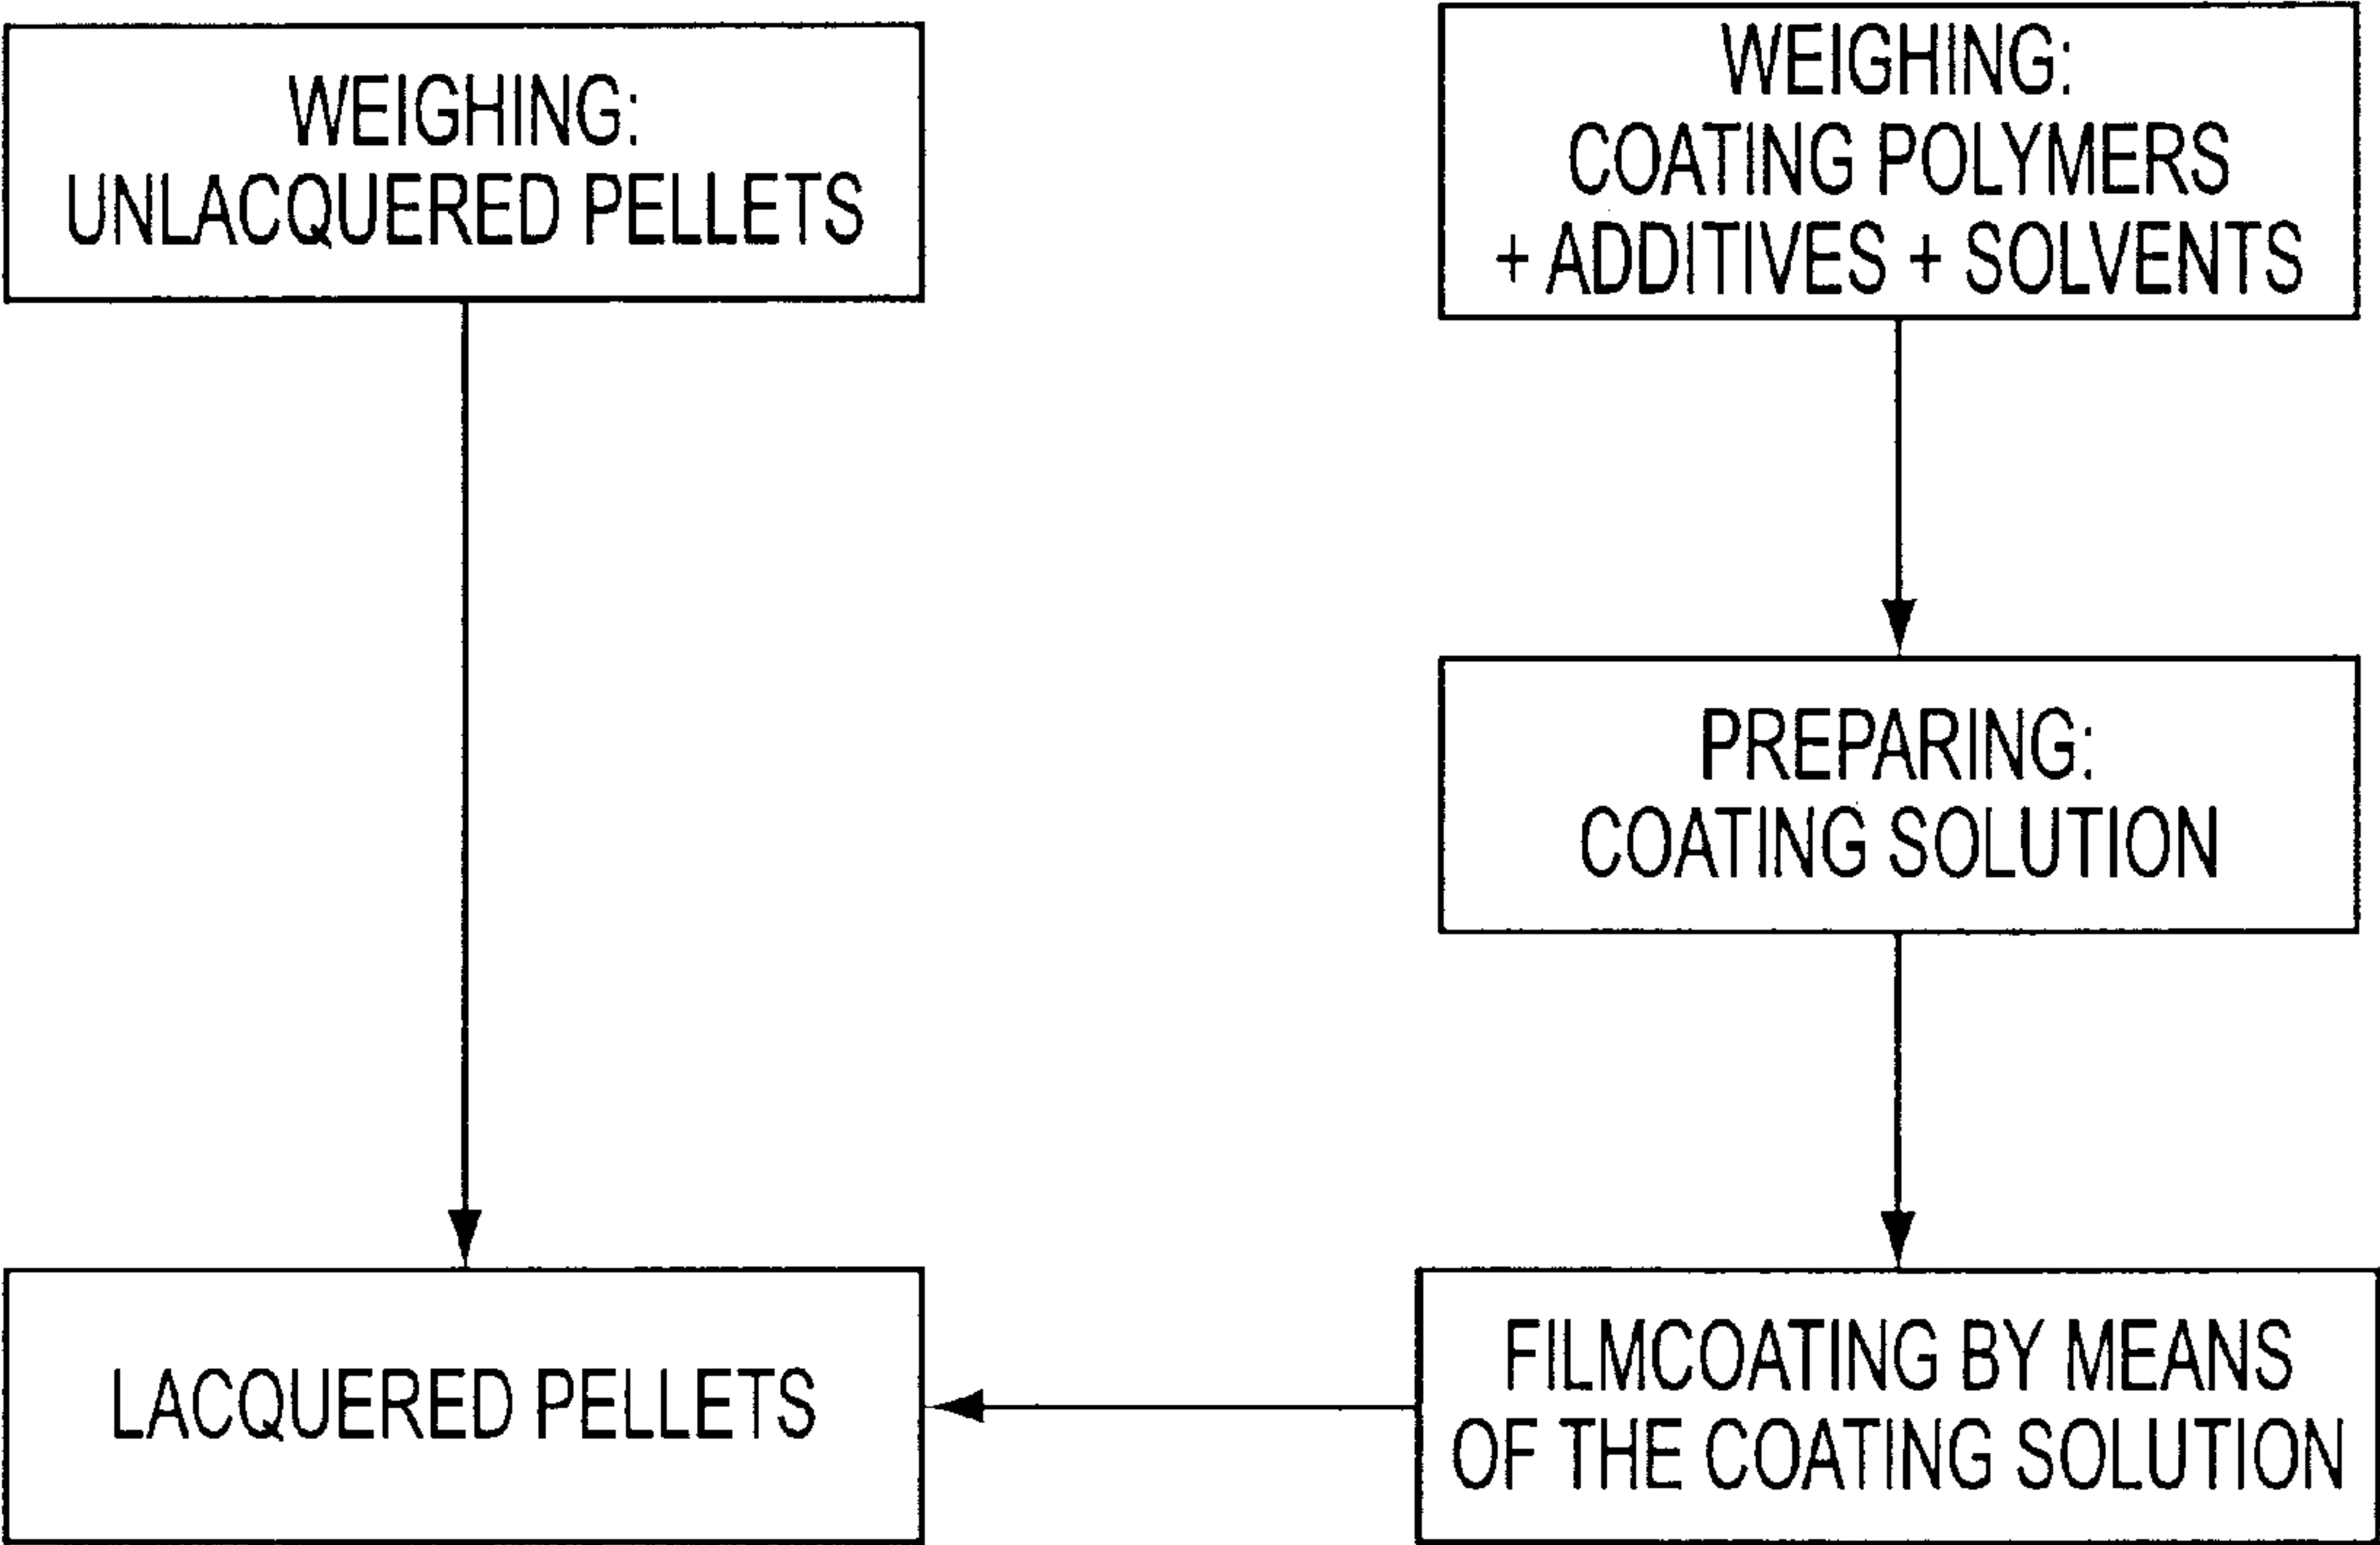 WEIGHING:
UNLACQUERED PELLETS
WEIGHING:
COATING POLYMERS
+ ADDITIVES + SOLVENTS
PREPARING:
COATING SOLUTION
LACQUERED PELLETS
FILMCOATING BY MEANS
OF THE COATING SOLUTION